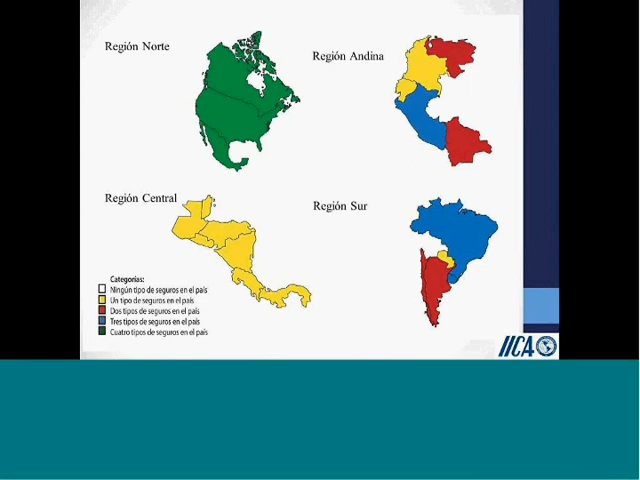 Región Norte
Región Andina
Región Central
Región Sur
Categorías:
Ningún tipo de seguros en el país
Un tipo de seguros en el país
Dos tipos de seguros en el país
Tres tipos de seguros en el país
Cuatro tipos de seguros en el país
IICA